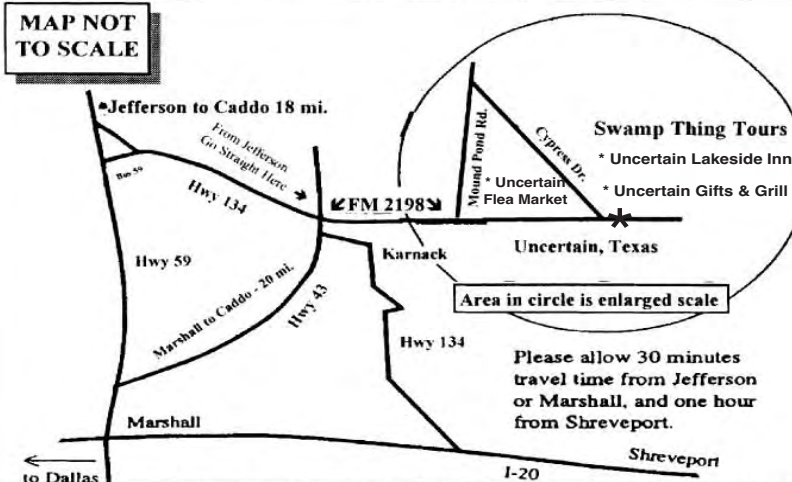 MAP NOT
TO SCALE
Jefferson to Caddo 18 mi.
From Jefferson
Go Straight Here
Bus 59
Hwy 134
FM 2198
Mound Pond Rd.
Cypress Dr.
Swamp Thing Tours
* Uncertain Lakeside Inn
* Uncertain Gifts & Grill
* Uncertain
Flea Market
*
Uncertain, Texas
Karnack
Hwy 59
Marshall to Caddo - 20 mi.
Hwy 43
Area in circle is enlarged scale
Hwy 134
Please allow 30 minutes
travel time from Jefferson
or Marshall, and one hour
from Shreveport.
Marshall
Shreveport
to Dallas
I-20